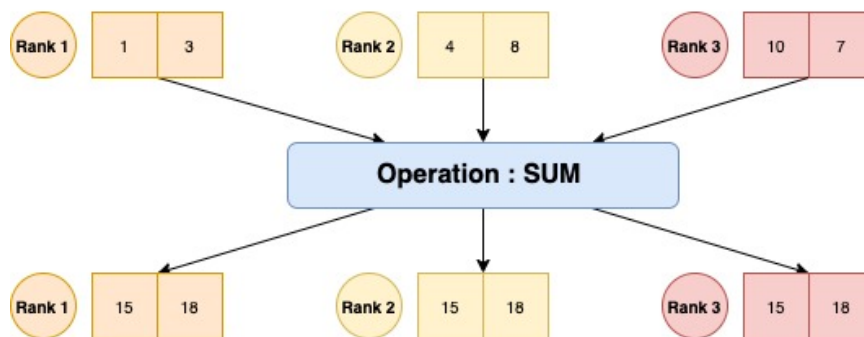 Rank 1 1 3 Rank 2 4 8 Rank 3 10 7
Operation : SUM
Rank 1 15 18 Rank 2 15 18 Rank 3 15 18